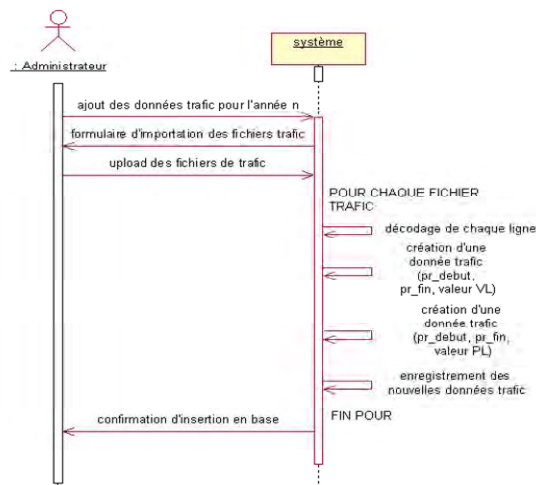 système
: Administrateur
ajout des données trafic pour l'année n
formulaire d'importation des fichiers trafic
upload des fichiers de trafic
POUR CHAQUE FICHIER
TRAFIC
décodage de chaque ligne
création d'une
donnée trafic
(pr_debut,
pr_fin, valeur VL)
création d'une
donnée trafic
(pr_debut, pr_fin,
valeur PL)
enregistrement des
nouvelles données trafic
confirmation d'insertion en base
FIN POUR